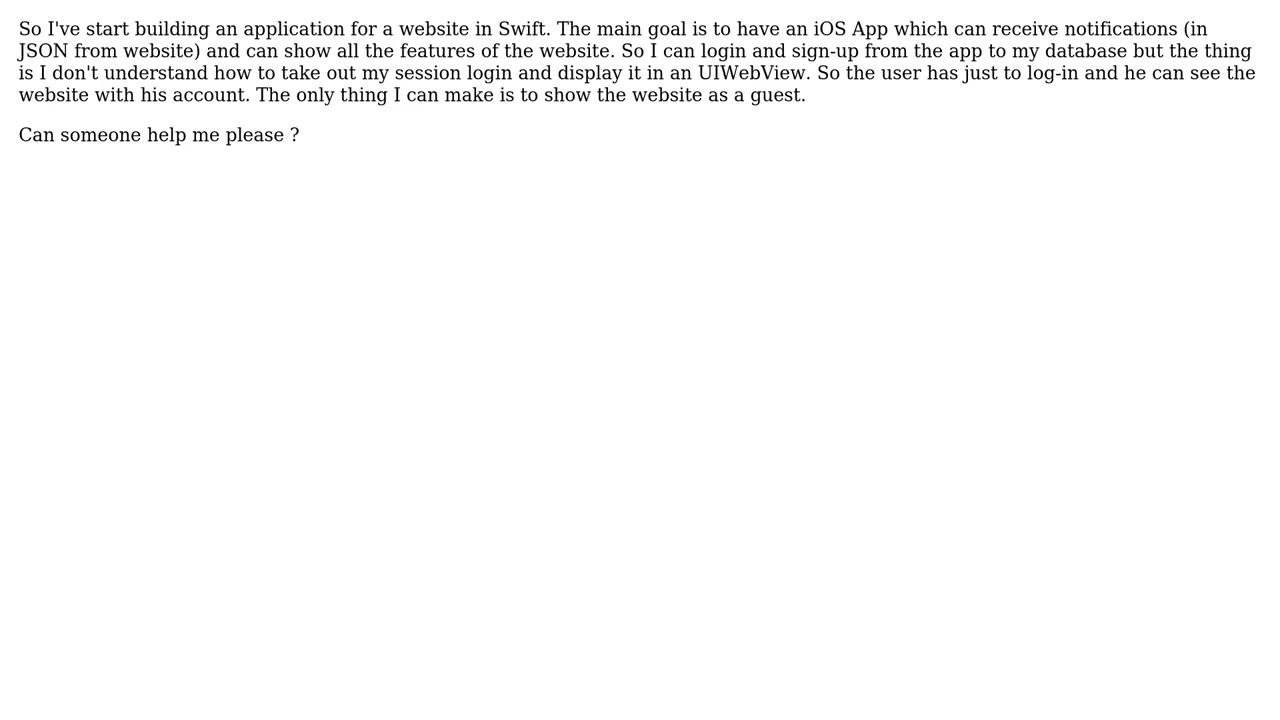 So I've start building an application for a website in Swift. The main goal is to have an iOS App which can receive notifications (in
JSON from website) and can show all the features of the website. So I can login and sign-up from the app to my database but the thing
is I don't understand how to take out my session login and display it in an UIWebView. So the user has just to log-in and he can see the
website with his account. The only thing I can make is to show the website as a guest.
Can someone help me please ?